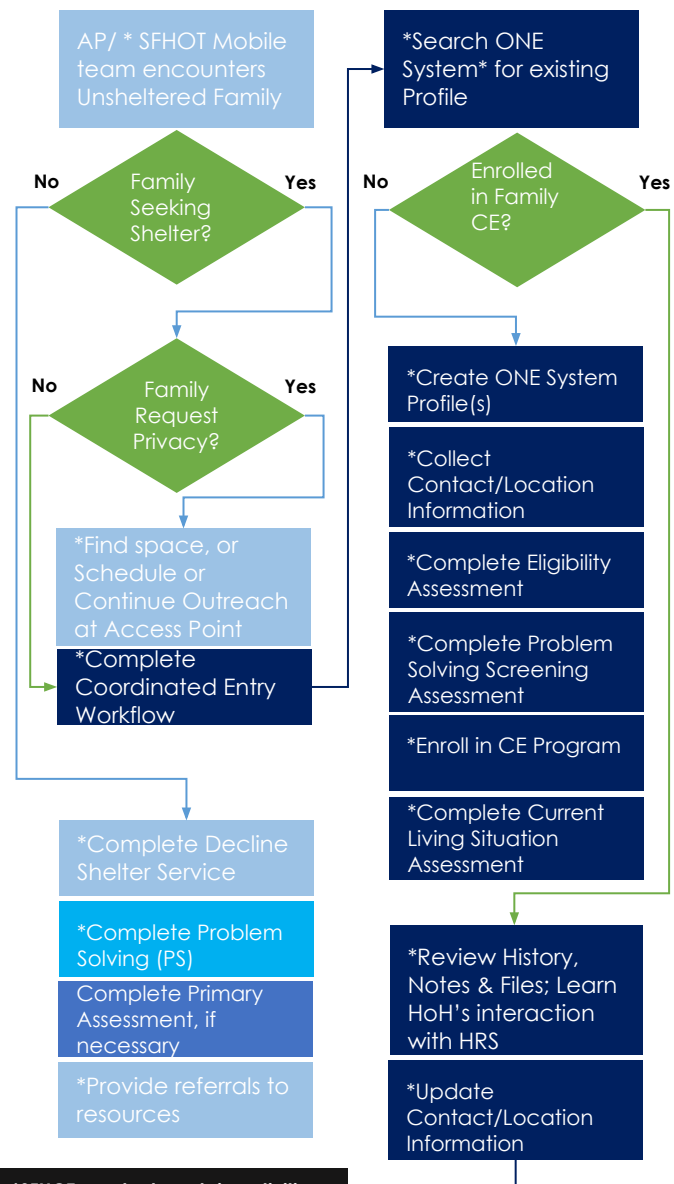 AP/ * SFHOT Mobile
team encounters
Unsheltered Family
No
Family
Seeking
Shelter?
Yes
No
Family
Request
Privacy?
Yes
*Find space, or
Schedule or
Continue Outreach
at Access Point
*Complete
Coordinated Entry
Workflow
*Complete Decline
Shelter Service
*Complete Problem
Solving (PS)
Complete Primary
Assessment, if
necessary
*Provide referrals to
resources
*Search ONE
System* for existing
Profile
No
Enrolled
in Family
CE?
Yes
*Create ONE System
Profile(s)
*Collect
Contact/Location
Information
*Complete Eligibility
Assessment
*Complete Problem
Solving Screening
Assessment
*Enroll in CE Program
*Complete Current
Living Situation
Assessment
*Review History,
Notes & Files; Learn
HoH's interaction
with HRS
*Update
Contact/Location
Information